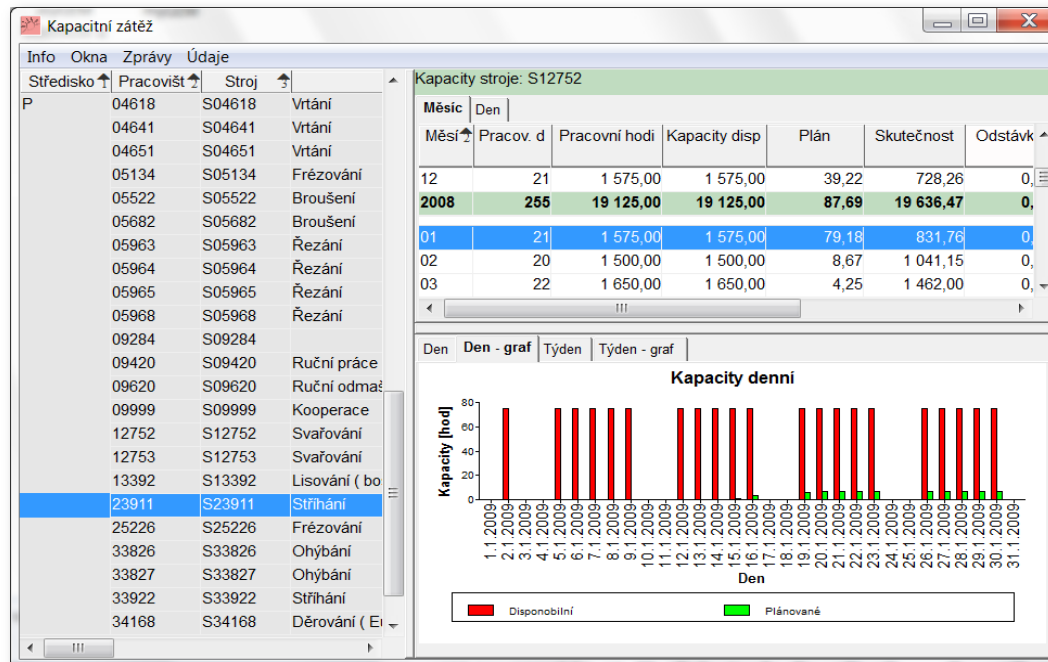 Kapacitní zátěž
Info Okna Zprávy Údaje
Středisko 1 Pracovišt 2 Stroj 3
P 04618 S04618 Vrtání
04641 S04641 Vrtání
04651 S04651 Vrtání
05134 S05134 Frézování
05522 S05522 Broušení
05682 S05682 Broušení
05963 S05963 Řezání
05964 S05964 Řezání
05965 S05965 Řezání
05968 S05968 Řezání
09284 S09284
09420 S09420 Ruční práce
09620 S09620 Ruční odmaš
09999 S09999 Kooperace
12752 S12752 Svařování
12753 S12753 Svařování
13392 S13392 Lisování ( bo
23911 S23911 Stříhání
25226 S25226 Frézování
33826 S33826 Ohýbání
33827 S33827 Ohýbání
33922 S33922 Stříhání
34168 S34168 Děrování ( Eu
Kapacity stroje: S12752
Měsíc Den
Měsí 2 Pracov. d Pracovní hodi Kapacity disp Plán Skutečnost Odstávk
12 21 1 575,00 1 575,00 39,22 728,26 0,
2008 255 19 125,00 19 125,00 87,69 19 636,47 0,
01 21 1 575,00 1 575,00 79,18 831,76 0,
02 20 1 500,00 1 500,00 8,67 1 041,15 0,
03 22 1 650,00 1 650,00 4,25 1 462,00 0,
Den Den - graf Týden Týden - graf
Kapacity denní
Kapacity [hod]
80
60
40
20
0
1.1.2009 2.1.2009 3.1.2009 4.1.2009 5.1.2009 6.1.2009 7.1.2009 8.1.2009 9.1.2009 10.1.2009 11.1.2009 12.1.2009 13.1.2009 14.1.2009 15.1.2009 16.1.2009 17.1.2009 18.1.2009 19.1.2009 20.1.2009 21.1.2009 22.1.2009 23.1.2009 24.1.2009 25.1.2009 26.1.2009 27.1.2009 28.1.2009 29.1.2009 30.1.2009 31.1.2009
Den
Disponobilní Plánované